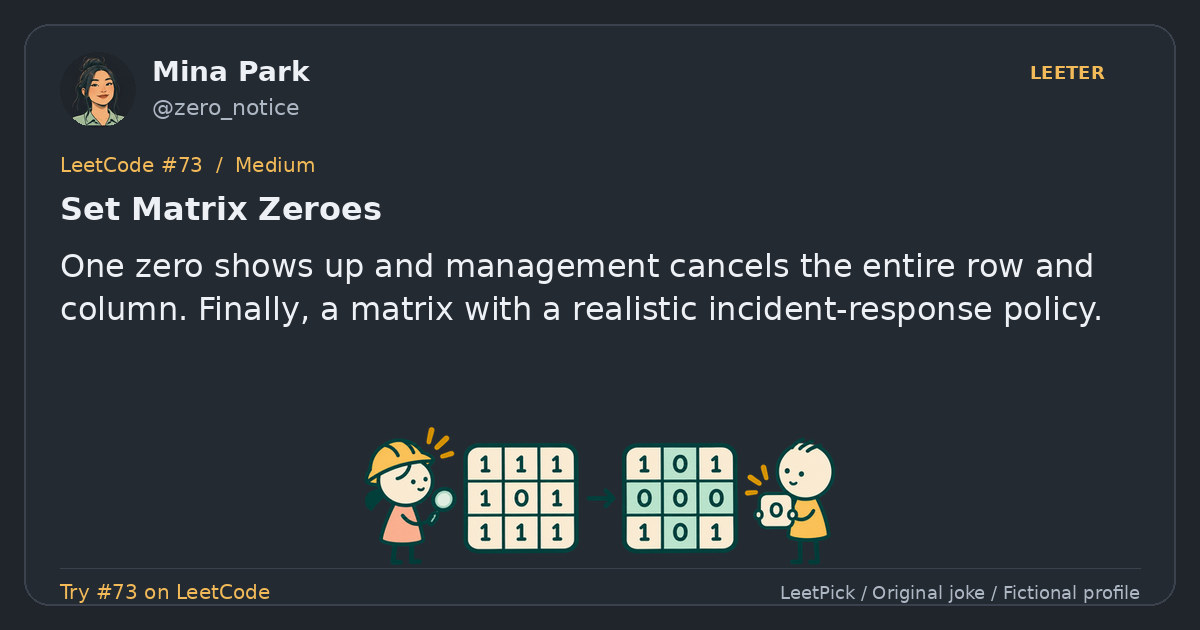 Mina Park
LEETER
@zero_notice
LeetCode #73 / Medium
Set Matrix Zeroes
One zero shows up and management cancels the entire row and
column. Finally, a matrix with a realistic incident-response policy.
1 1 1
1 0 1
1 1 1
1 0 1
0 0 0
1 0 1
0
Try #73 on LeetCode
LeetPick / Original joke / Fictional profile